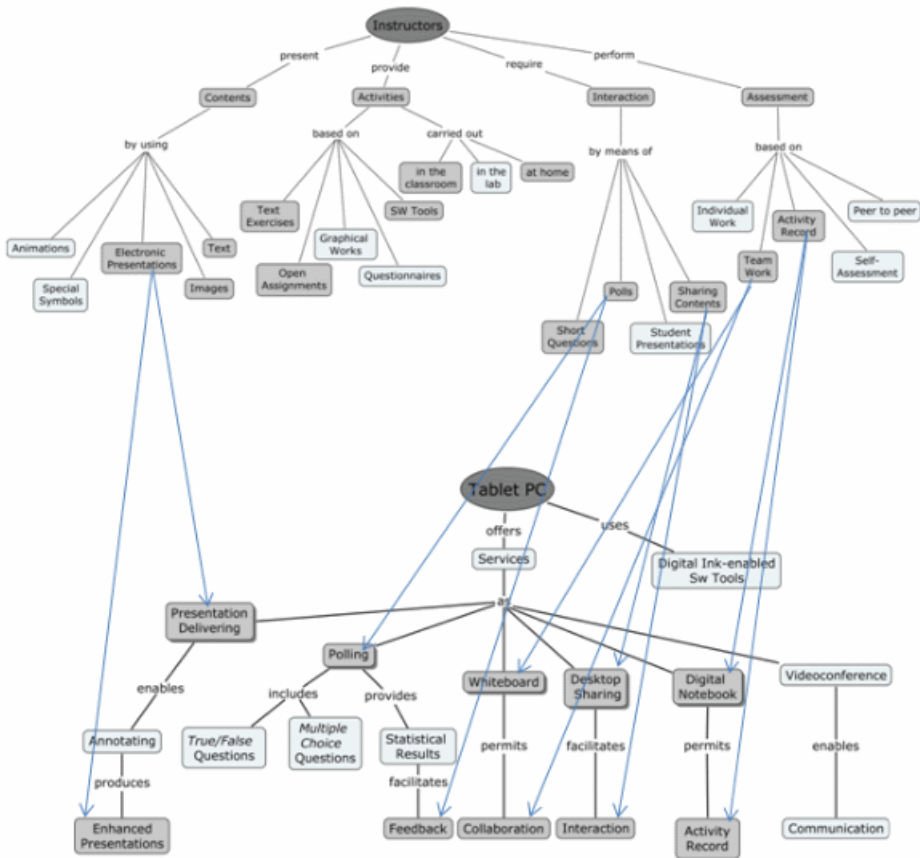 Instructors
present
provide
require
perform
Contents
Activities
Interaction
Assessment
by using
based on
carried out
by means of
based on
in the
classroom
in the
lab
at home
Animations
Special
Symbols
Electronic
Presentations
Text
Images
Text
Exercises
Open
Assignments
Graphical
Works
SW Tools
Questionnaires
Short
Questions
Polls
Student
Presentations
Sharing
Contents
Individual
Work
Team
Work
Activity
Record
Self-
Assessment
Peer to peer
Tablet PC
offers
uses
Services
Digital Ink-enabled
Sw Tools
as
Presentation
Delivering
Polling
Whiteboard
Desktop
Sharing
Digital
Notebook
Videoconference
enables
includes
provides
permits
facilitates
permits
enables
Annotating
True/False
Questions
Multiple
Choice
Questions
Statistical
Results
produces
facilitates
Enhanced
Presentations
Feedback
Collaboration
Interaction
Activity
Record
Communication